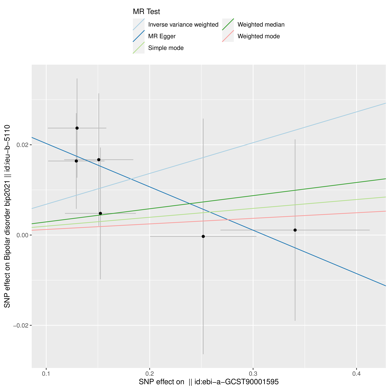 MR Test
Inverse variance weighted
Weighted median
MR Egger
Weighted mode
Simple mode
SNP effect on Bipolar disorder bip2021 || id:ieu-b-5110
0.02
0.00
−0.02
0.1
0.2
0.3
0.4
SNP effect on  || id:ebi-a-GCST90001595